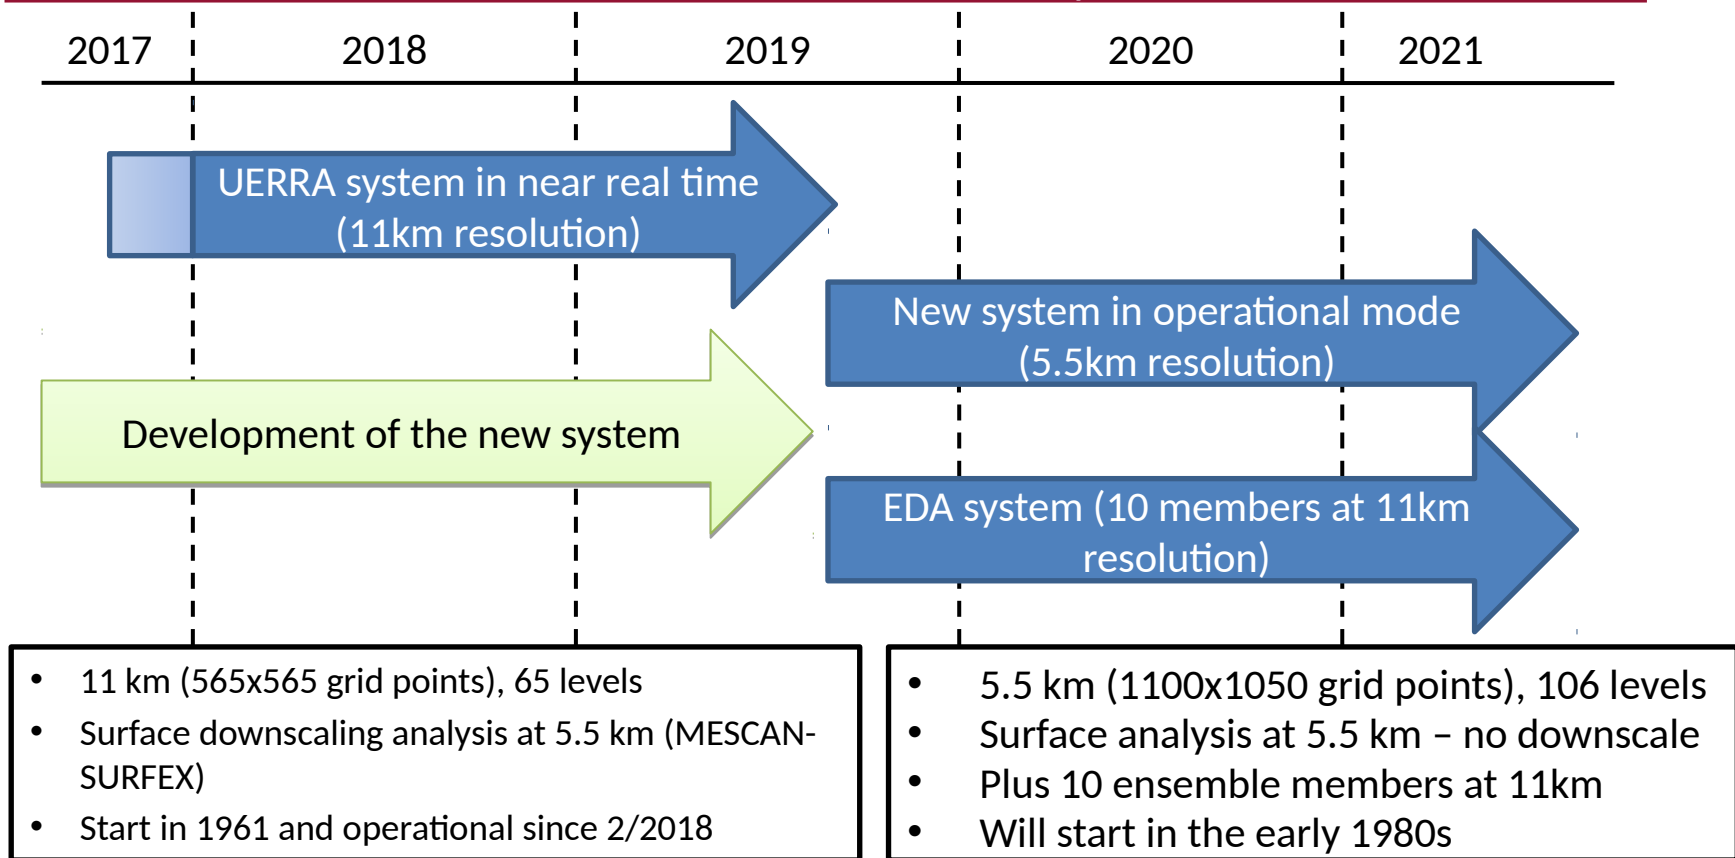 2017 2018 2019 2020 2021
UERRA system in near real time
(11km resolution)
New system in operational mode
(5.5km resolution)
Development of the new system
EDA system (10 members at 11km
resolution)
• 11 km (565x565 grid points), 65 levels
• Surface downscaling analysis at 5.5 km (MESCAN-
SURFEX)
• Start in 1961 and operational since 2/2018
• 5.5 km (1100x1050 grid points), 106 levels
• Surface analysis at 5.5 km – no downscale
• Plus 10 ensemble members at 11km
• Will start in the early 1980s